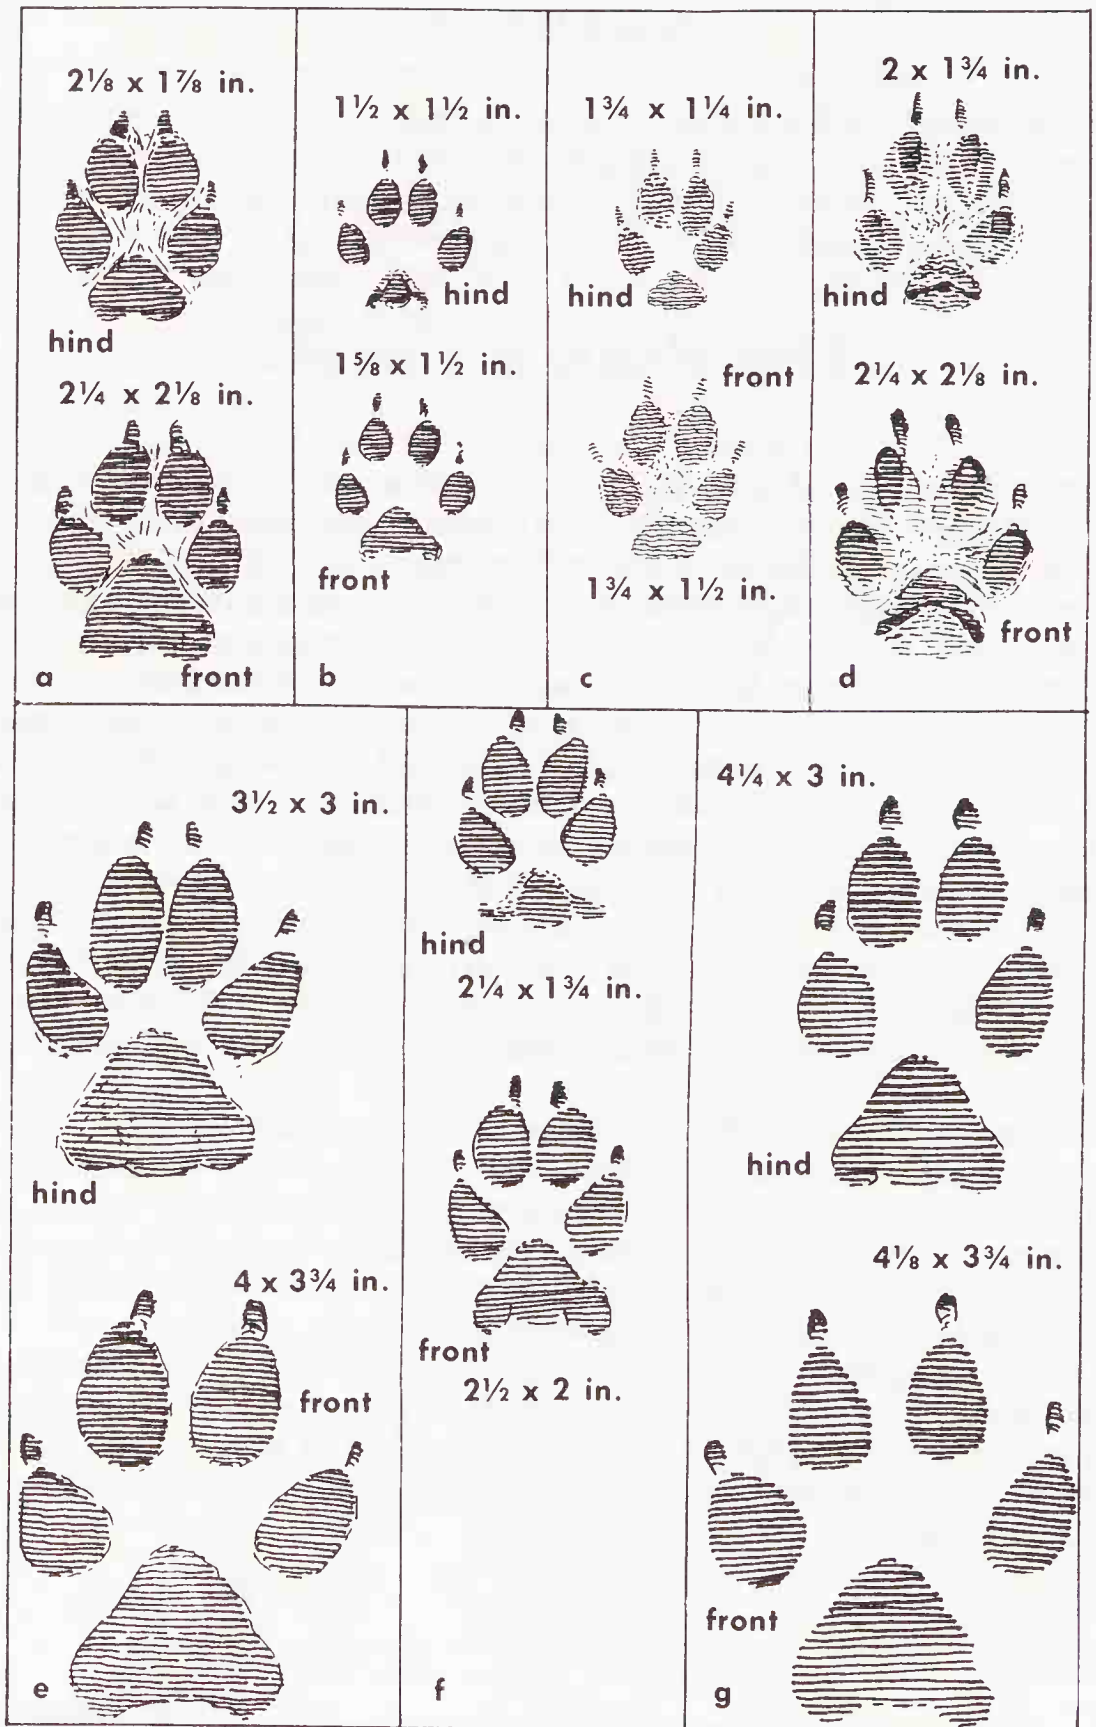 2⅛ x 1⅞ in.
hind
2¼ x 2⅛ in.
front
a
1½ x 1½ in.
hind
1⅝ x 1½ in.
front
b
1¾ x 1¼ in.
hind
front
1¾ x 1½ in.
c
2 x 1¾ in.
hind
2¼ x 2⅛ in.
front
d
3½ x 3 in.
hind
4 x 3¾ in.
front
e
hind
2¼ x 1¾ in.
front
2½ x 2 in.
f
4¼ x 3 in.
hind
4⅛ x 3¾ in.
front
g